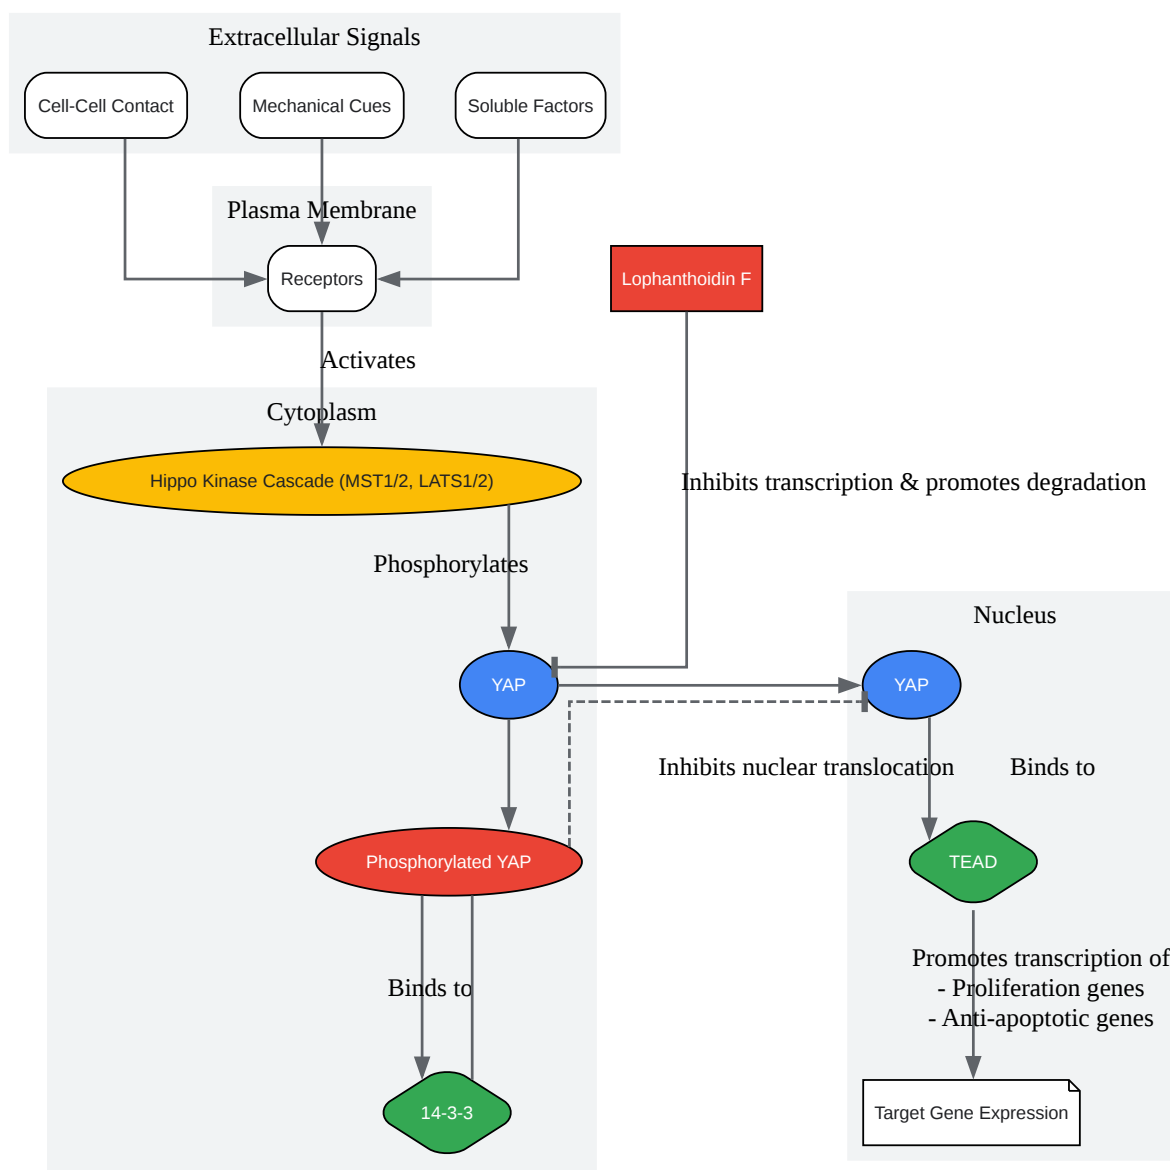 Extracellular Signals
Cell-Cell Contact
Mechanical Cues
Soluble Factors
Plasma Membrane
Receptors
Lophanthoidin F
Activates
Cytoplasm
Hippo Kinase Cascade (MST1/2, LATS1/2)
Inhibits transcription & promotes degradation
Phosphorylates
Nucleus
YAP
YAP
Inhibits nuclear translocation
Binds to
Phosphorylated YAP
TEAD
Binds to
Promotes transcription of
- Proliferation genes
- Anti-apoptotic genes
14-3-3
Target Gene Expression